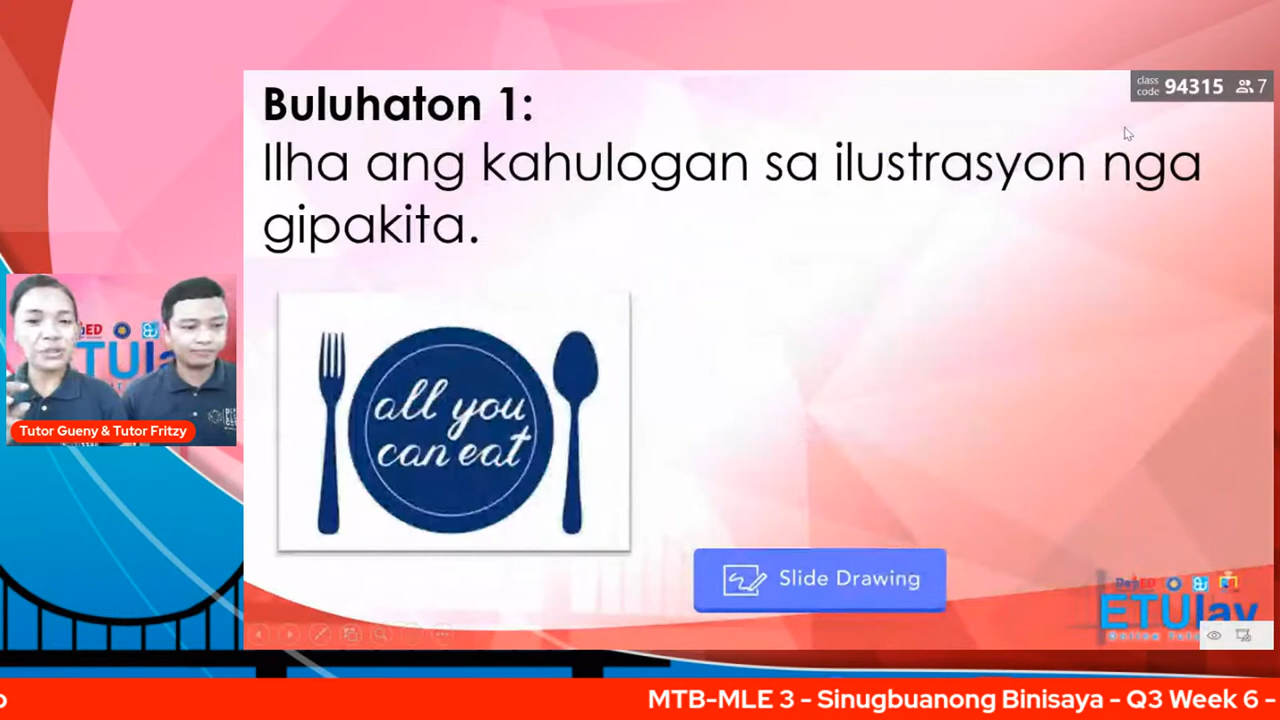 Buluhaton 1:
Ilha ang kahulogan sa ilustrasyon nga
gipakita.
class
code 94315 7
all you
can eat
Slide Drawing
Tutor Gueny & Tutor Fritzy
DepED
ETUlay
MTB-MLE 3 - Sinugbuanong Binisaya - Q3 Week 6 -